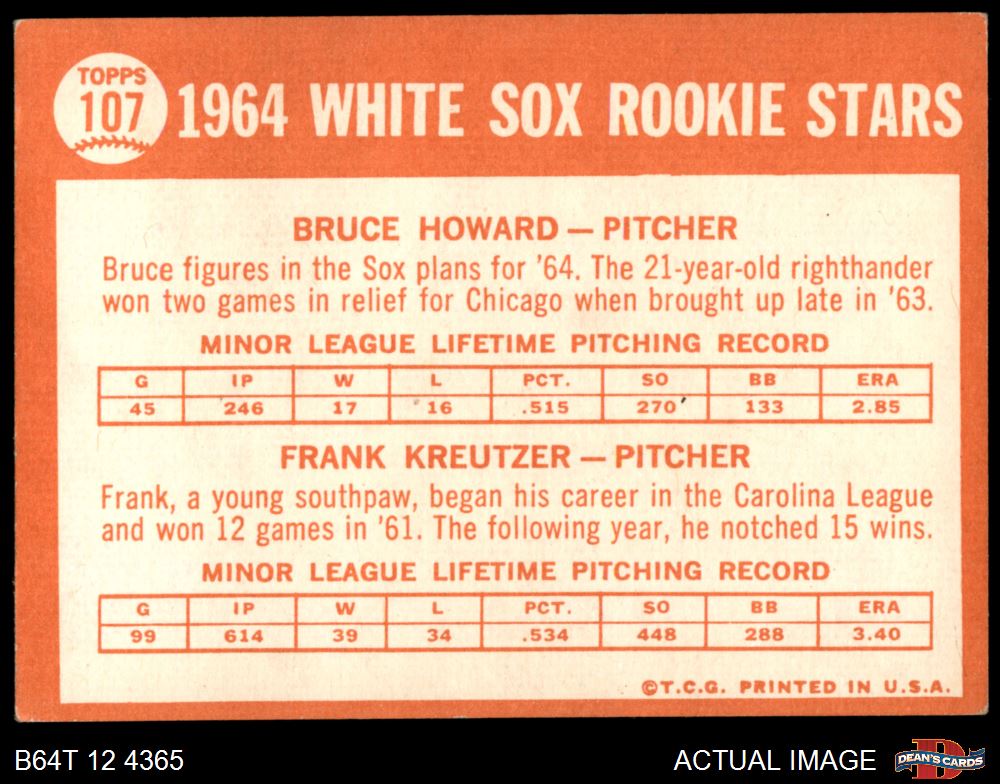 TOPPS
107
1964 WHITE SOX ROOKIE STARS
BRUCE HOWARD — PITCHER
Bruce figures in the Sox plans for '64. The 21-year-old righthander
won two games in relief for Chicago when brought up late in '63.
MINOR LEAGUE LIFETIME PITCHING RECORD
G IP W L PCT. SO BB ERA
45 246 17 16 .515 270 133 2.85
FRANK KREUTZER — PITCHER
Frank, a young southpaw, began his career in the Carolina League
and won 12 games in '61. The following year, he notched 15 wins.
MINOR LEAGUE LIFETIME PITCHING RECORD
G IP W L PCT. SO BB ERA
99 614 39 34 .534 448 288 3.40
©T.C.G. PRINTED IN U.S.A.
B64T 12 4365
ACTUAL IMAGE
DEAN'S CARDS